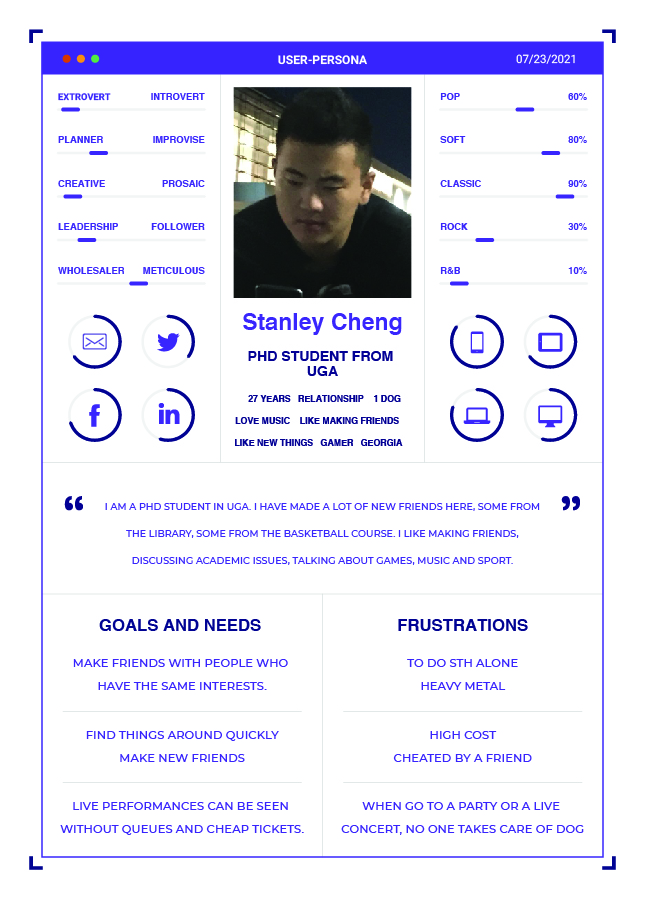 USER-PERSONA
07/23/2021
EXTROVERT INTROVERT
PLANNER IMPROVISE
CREATIVE PROSAIC
LEADERSHIP FOLLOWER
WHOLESALER METICULOUS
Stanley Cheng
PHD STUDENT FROM
UGA
27 YEARS RELATIONSHIP 1 DOG
LOVE MUSIC LIKE MAKING FRIENDS
LIKE NEW THINGS GAMER GEORGIA
POP 60%
SOFT 80%
CLASSIC 90%
ROCK 30%
R&B 10%
“ I AM A PHD STUDENT IN UGA. I HAVE MADE A LOT OF NEW FRIENDS HERE, SOME FROM ”
THE LIBRARY, SOME FROM THE BASKETBALL COURSE. I LIKE MAKING FRIENDS,
DISCUSSING ACADEMIC ISSUES, TALKING ABOUT GAMES, MUSIC AND SPORT.
GOALS AND NEEDS
MAKE FRIENDS WITH PEOPLE WHO
HAVE THE SAME INTERESTS.
FIND THINGS AROUND QUICKLY
MAKE NEW FRIENDS
LIVE PERFORMANCES CAN BE SEEN
WITHOUT QUEUES AND CHEAP TICKETS.
FRUSTRATIONS
TO DO STH ALONE
HEAVY METAL
HIGH COST
CHEATED BY A FRIEND
WHEN GO TO A PARTY OR A LIVE
CONCERT, NO ONE TAKES CARE OF DOG